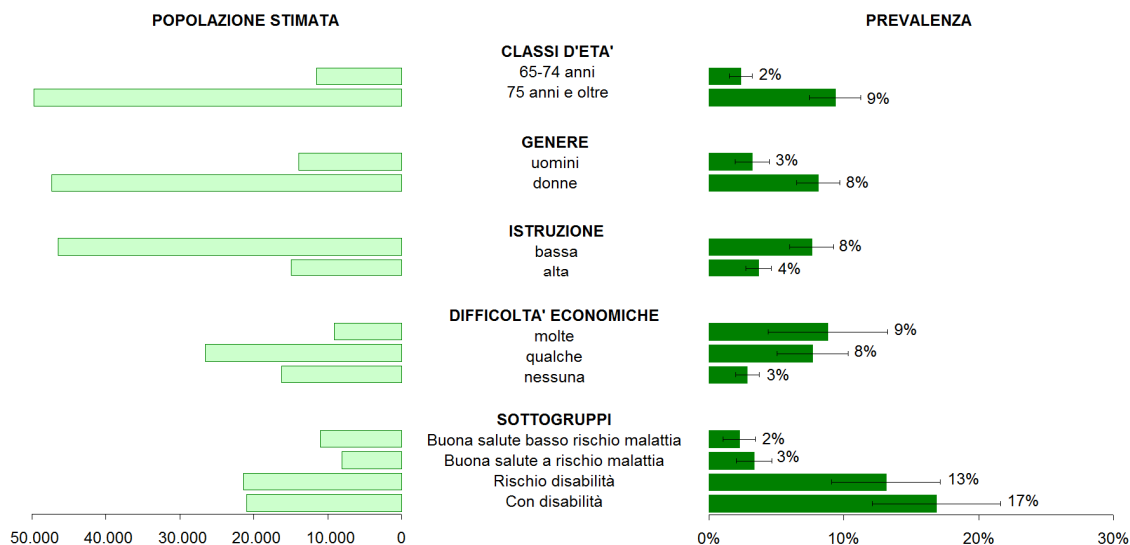 POPOLAZIONE STIMATA
PREVALENZA
CLASSI D'ETA'
65-74 anni
2%
75 anni e oltre
9%
GENERE
uomini
3%
donne
8%
ISTRUZIONE
bassa
8%
alta
4%
DIFFICOLTA' ECONOMICHE
molte
9%
qualche
8%
nessuna
3%
SOTTOGRUPPI
Buona salute basso rischio malattia
2%
Buona salute a rischio malattia
3%
Rischio disabilità
13%
Con disabilità
17%
50.000 40.000 30.000 20.000 10.000 0
0% 10% 20% 30%